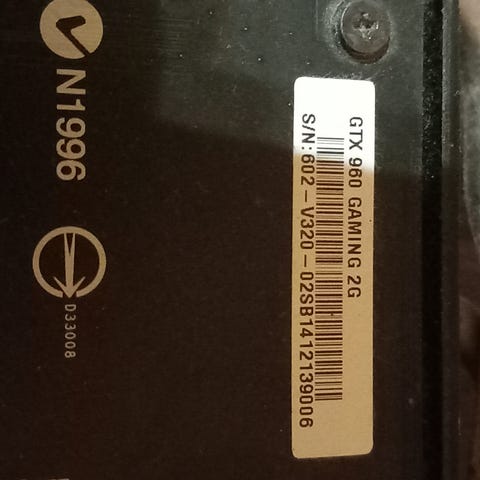 GTX 960 GAMING 2G
S/N:602-V320-02SB1412139006
N1996
D33008